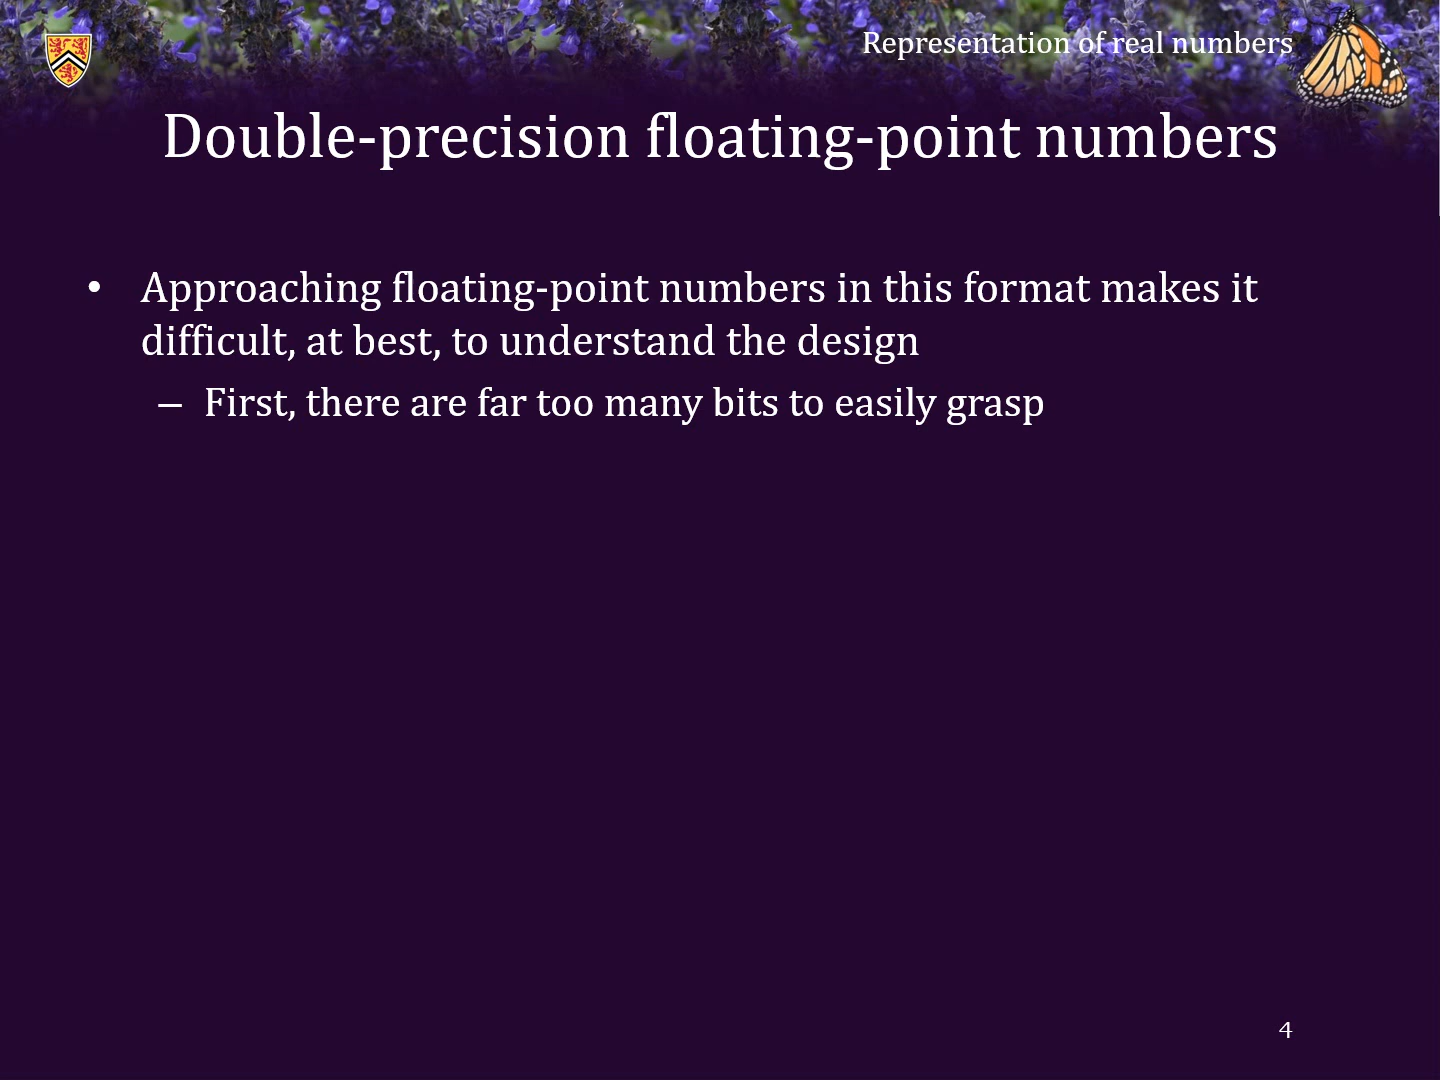 Representation of real numbers
Double-precision floating-point numbers
• Approaching floating-point numbers in this format makes it
difficult, at best, to understand the design
– First, there are far too many bits to easily grasp
4